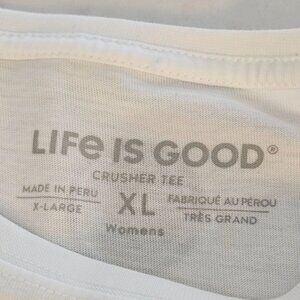 LIFE IS GOOD®
CRUSHER TEE
MADE IN PERU
X-LARGE
XL
FABRIQUÉ AU PÉROU
TRÈS GRAND
Womens